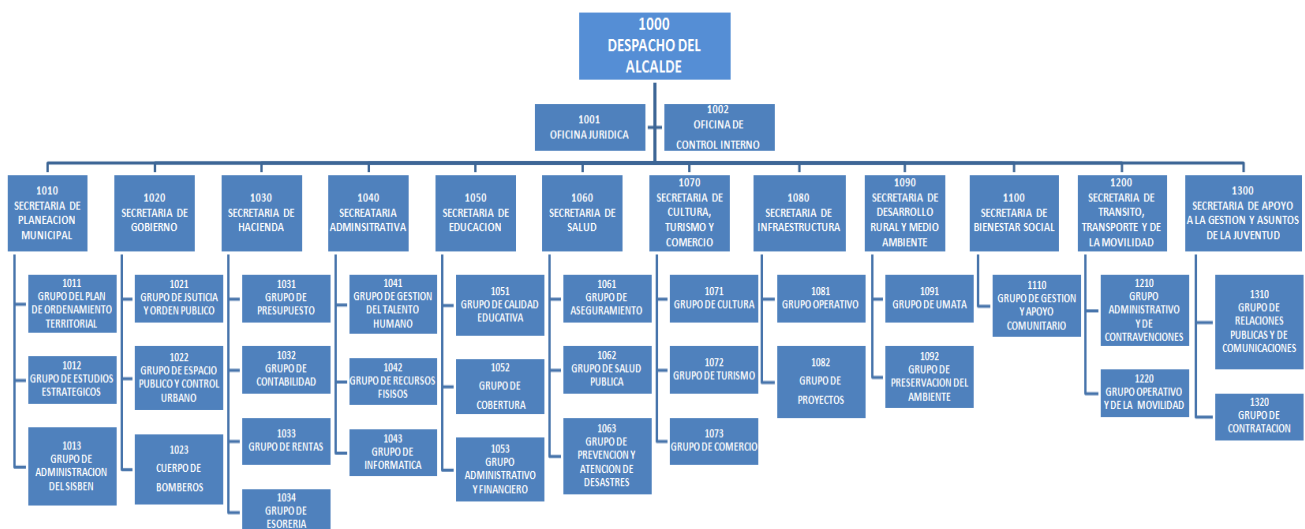 1000
DESPACHO DEL
ALCALDE
1001
OFICINA JURIDICA
1002
OFICINA DE
CONTROL INTERNO
1010
SECRETARIA DE
PLANEACION
MUNICIPAL
1011
GRUPO DEL PLAN
DE ORDENAMIENTO
TERRITORIAL
1012
GRUPO DE ESTUDIOS
ESTRATEGICOS
1013
GRUPO DE
ADMINISTRACION
DEL SISBEN
1020
SECRETARIA DE
GOBIERNO
1021
GRUPO DE JSUTICIA
Y ORDEN PUBLICO
1022
GRUPO DE ESPACIO
PUBLICO Y CONTROL
URBANO
1023
CUERPO DE
BOMBEROS
1030
SECRETARIA DE
HACIENDA
1031
GRUPO DE
PRESUPUESTO
1032
GRUPO DE
CONTABILIDAD
1033
GRUPO DE RENTAS
1034
GRUPO DE
ESORERIA
1040
SECREATARIA
ADMINSITRATIVA
1041
GRUPO DE GESTION
DEL TALENTO
HUMANO
1042
GRUPO DE RECURSOS
FISISOS
1043
GRUPO DE
INFORMATICA
1050
SECRETARIA DE
EDUCACION
1051
GRUPO DE CALIDAD
EDUCATIVA
1052
GRUPO DE
COBERTURA
1053
GRUPO
ADMINISTRATIVO
Y FINANCIERO
1060
SECRETARIA DE
SALUD
1061
GRUPO DE
ASEGURAMIENTO
1062
GRUPO DE SALUD
PUBLICA
1063
GRUPO DE
PREVENCION Y
ATENCION DE
DESASTRES
1070
SECRETARIA DE
CULTURA,
TURISMO Y
COMERCIO
1071
GRUPO DE CULTURA
1072
GRUPO DE TURISMO
1073
GRUPO DE COMERCIO
1080
SECRETARIA DE
INFRAESTRUCTURA
1081
GRUPO OPERATIVO
1082
GRUPO DE
PROYECTOS
1090
SECRETARIA DE
DESARROLLO
RURAL Y MEDIO
AMBIENTE
1091
GRUPO DE UMATA
1092
GRUPO DE
PRESERVACION DEL
AMBIENTE
1100
SECRETARIA DE
BIENESTAR SOCIAL
1110
GRUPO DE GESTION
Y APOYO
COMUNITARIO
1200
SECRETARIA DE
TRANSITO,
TRANSPORTE Y DE
LA MOVILIDAD
1210
GRUPO
ADMINISTRATIVO
Y DE
CONTRAVENCIONES
1220
GRUPO OPERATIVO
Y DE LA MOVILIDAD
1300
SECRETARIA DE APOYO
A LA GESTION Y ASUNTOS
DE LA JUVENTUD
1310
GRUPO DE
RELACIONES
PUBLICAS Y DE
COMUNICACIONES
1320
GRUPO DE
CONTRATACION